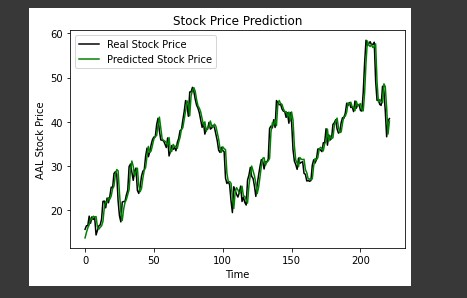 Stock Price Prediction
Real Stock Price
Predicted Stock Price
AAL Stock Price
60
50
40
30
20
0
50
100
150
200
Time